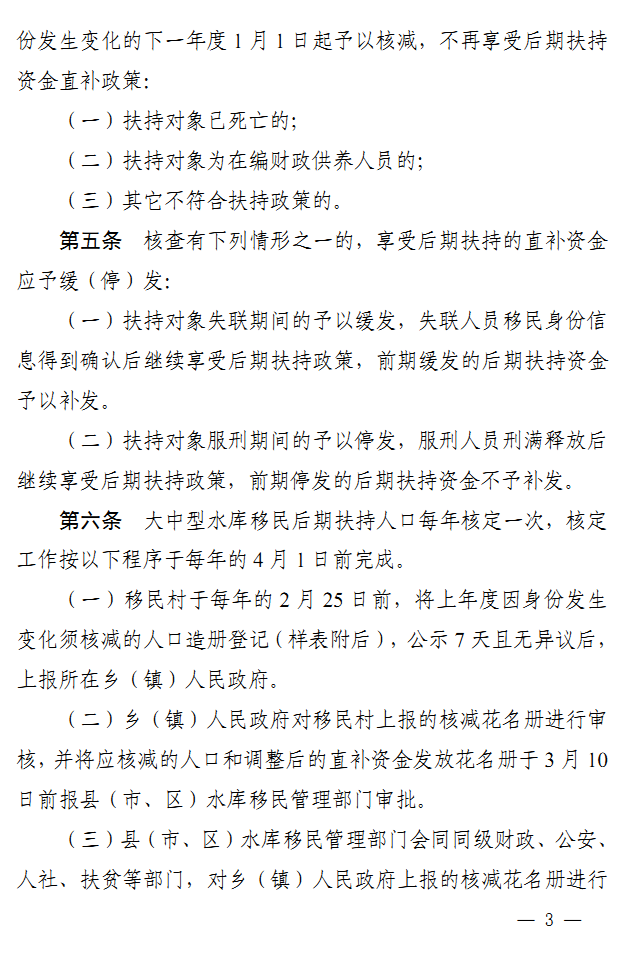 份发生变化的下一年度1月1日起予以核减，不再享受后期扶持
资金直补政策：
（一）扶持对象已死亡的；
（二）扶持对象为在编财政供养人员的；
（三）其它不符合扶持政策的。
第五条　核查有下列情形之一的，享受后期扶持的直补资金
应予缓（停）发：
（一）扶持对象失联期间的予以缓发，失联人员移民身份信
息得到确认后继续享受后期扶持政策，前期缓发的后期扶持资金
予以补发。
（二）扶持对象服刑期间的予以停发，服刑人员刑满释放后
继续享受后期扶持政策，前期停发的后期扶持资金不予补发。
第六条　大中型水库移民后期扶持人口每年核定一次，核定
工作按以下程序于每年的4月1日前完成。
（一）移民村于每年的2月25日前，将上年度因身份发生
变化须核减的人口造册登记（样表附后），公示7天且无异议后，
上报所在乡（镇）人民政府。
（二）乡（镇）人民政府对移民村上报的核减花名册进行审
核，并将应核减的人口和调整后的直补资金发放花名册于3月10
日前报县（市、区）水库移民管理部门审批。
（三）县（市、区）水库移民管理部门会同同级财政、公安、
人社、扶贫等部门，对乡（镇）人民政府上报的核减花名册进行
— 3 —